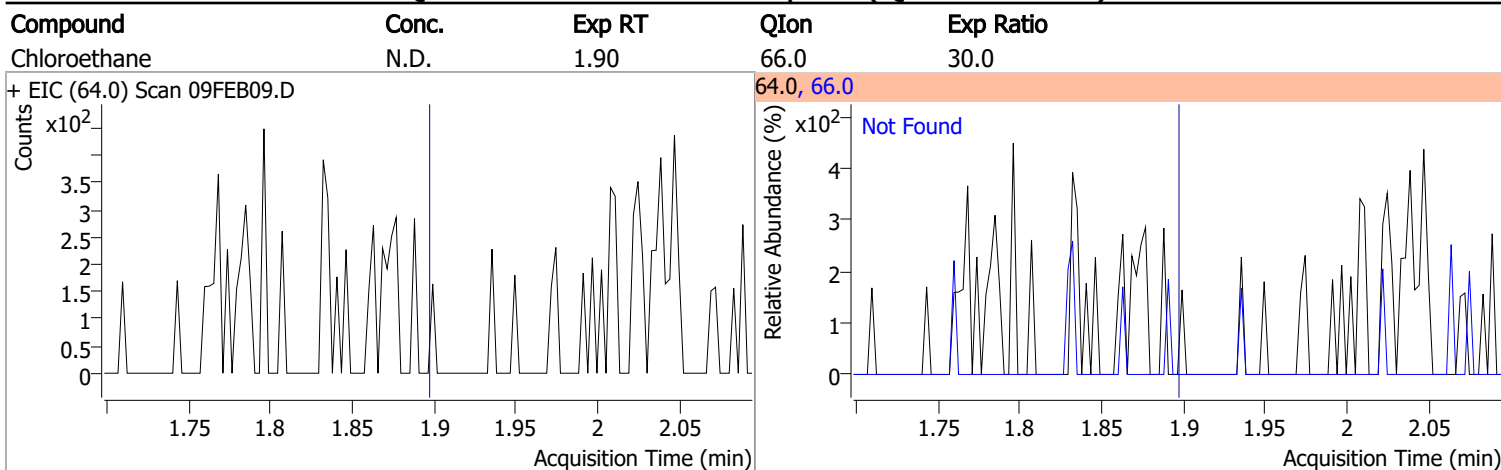 Compound Conc. Exp RT QIon Exp Ratio
Chloroethane N.D. 1.90 66.0 30.0
+ EIC (64.0) Scan 09FEB09.D
Counts
x10²
3.5
3
2.5
2
1.5
1
0.5
0
1.75 1.8 1.85 1.9 1.95 2 2.05
Acquisition Time (min)
64.0, 66.0
Relative Abundance (%)
x10²
Not Found
4
3
2
1
0
1.75 1.8 1.85 1.9 1.95 2 2.05
Acquisition Time (min)